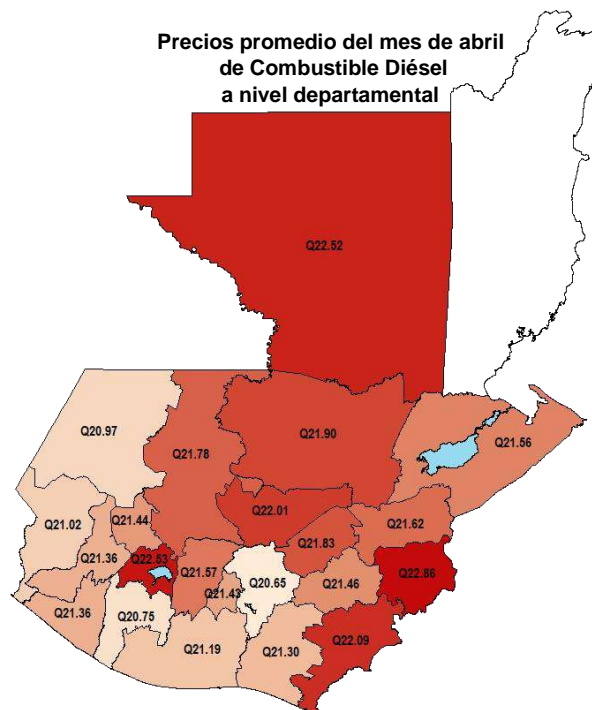 Precios promedio del mes de abril
de Combustible Diésel
a nivel departamental
Q22.52
Q20.97
Q21.78
Q21.90
Q21.56
Q22.01
Q21.02
Q21.44
Q21.62
Q21.83
Q21.36
Q22.53
Q21.57
Q20.65
Q21.46
Q22.86
Q21.43
Q21.36
Q20.75
Q22.09
Q21.19
Q21.30